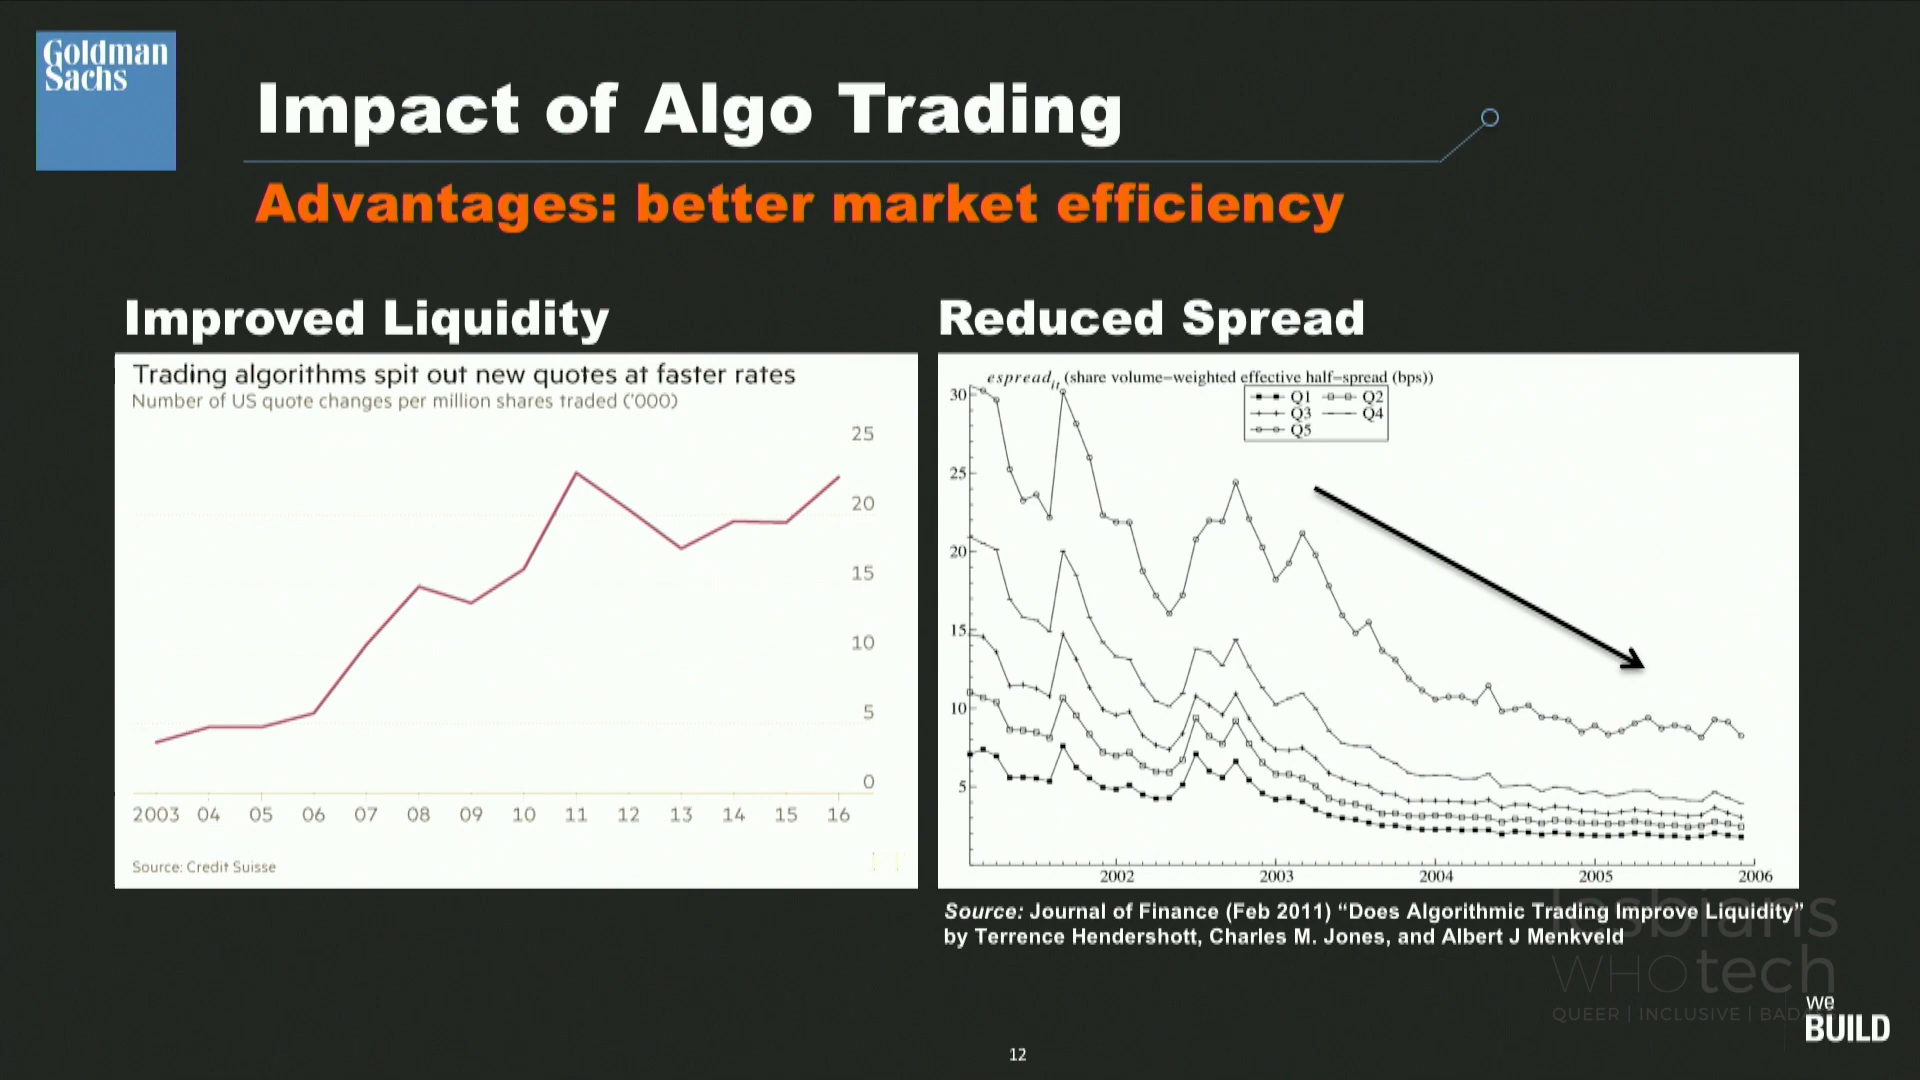 Goldman
Sachs
Impact of Algo Trading
Advantages: better market efficiency
Improved Liquidity
Trading algorithms spit out new quotes at faster rates
Number of US quote changes per million shares traded ('000)
25
20
15
10
5
0
2003 04 05 06 07 08 09 10 11 12 13 14 15 16
Source: Credit Suisse
FT
Reduced Spread
espread_it (share volume-weighted effective half-spread (bps))
Q1 Q2
Q3 Q4
Q5
30
25
20
15
10
5
2002 2003 2004 2005 2006
Source: Journal of Finance (Feb 2011) “Does Algorithmic Trading Improve Liquidity”
by Terrence Hendershott, Charles M. Jones, and Albert J Menkveld
lesbians
WHO tech
QUEER | INCLUSIVE | BADA
we
BUILD
12